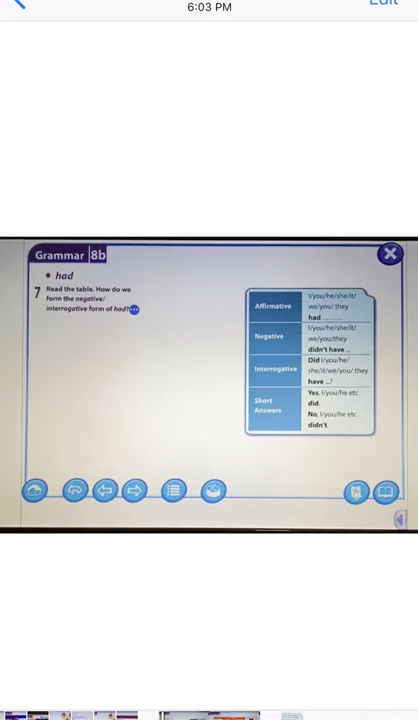 6:03 PM
Edit
Grammar 8b
• had
7 Read the table. How do we
form the negative/
interrogative form of had?
Affirmative
I/you/he/she/it/
we/you/ they
had ..........
Negative
I/you/he/she/it/
we/you/they
didn't have ...
Interrogative
Did I/you/he/
she/it/we/you/ they
have ...?
Short
Answers
Yes, I/you/he etc
did.
No, I/you/he etc
didn't.